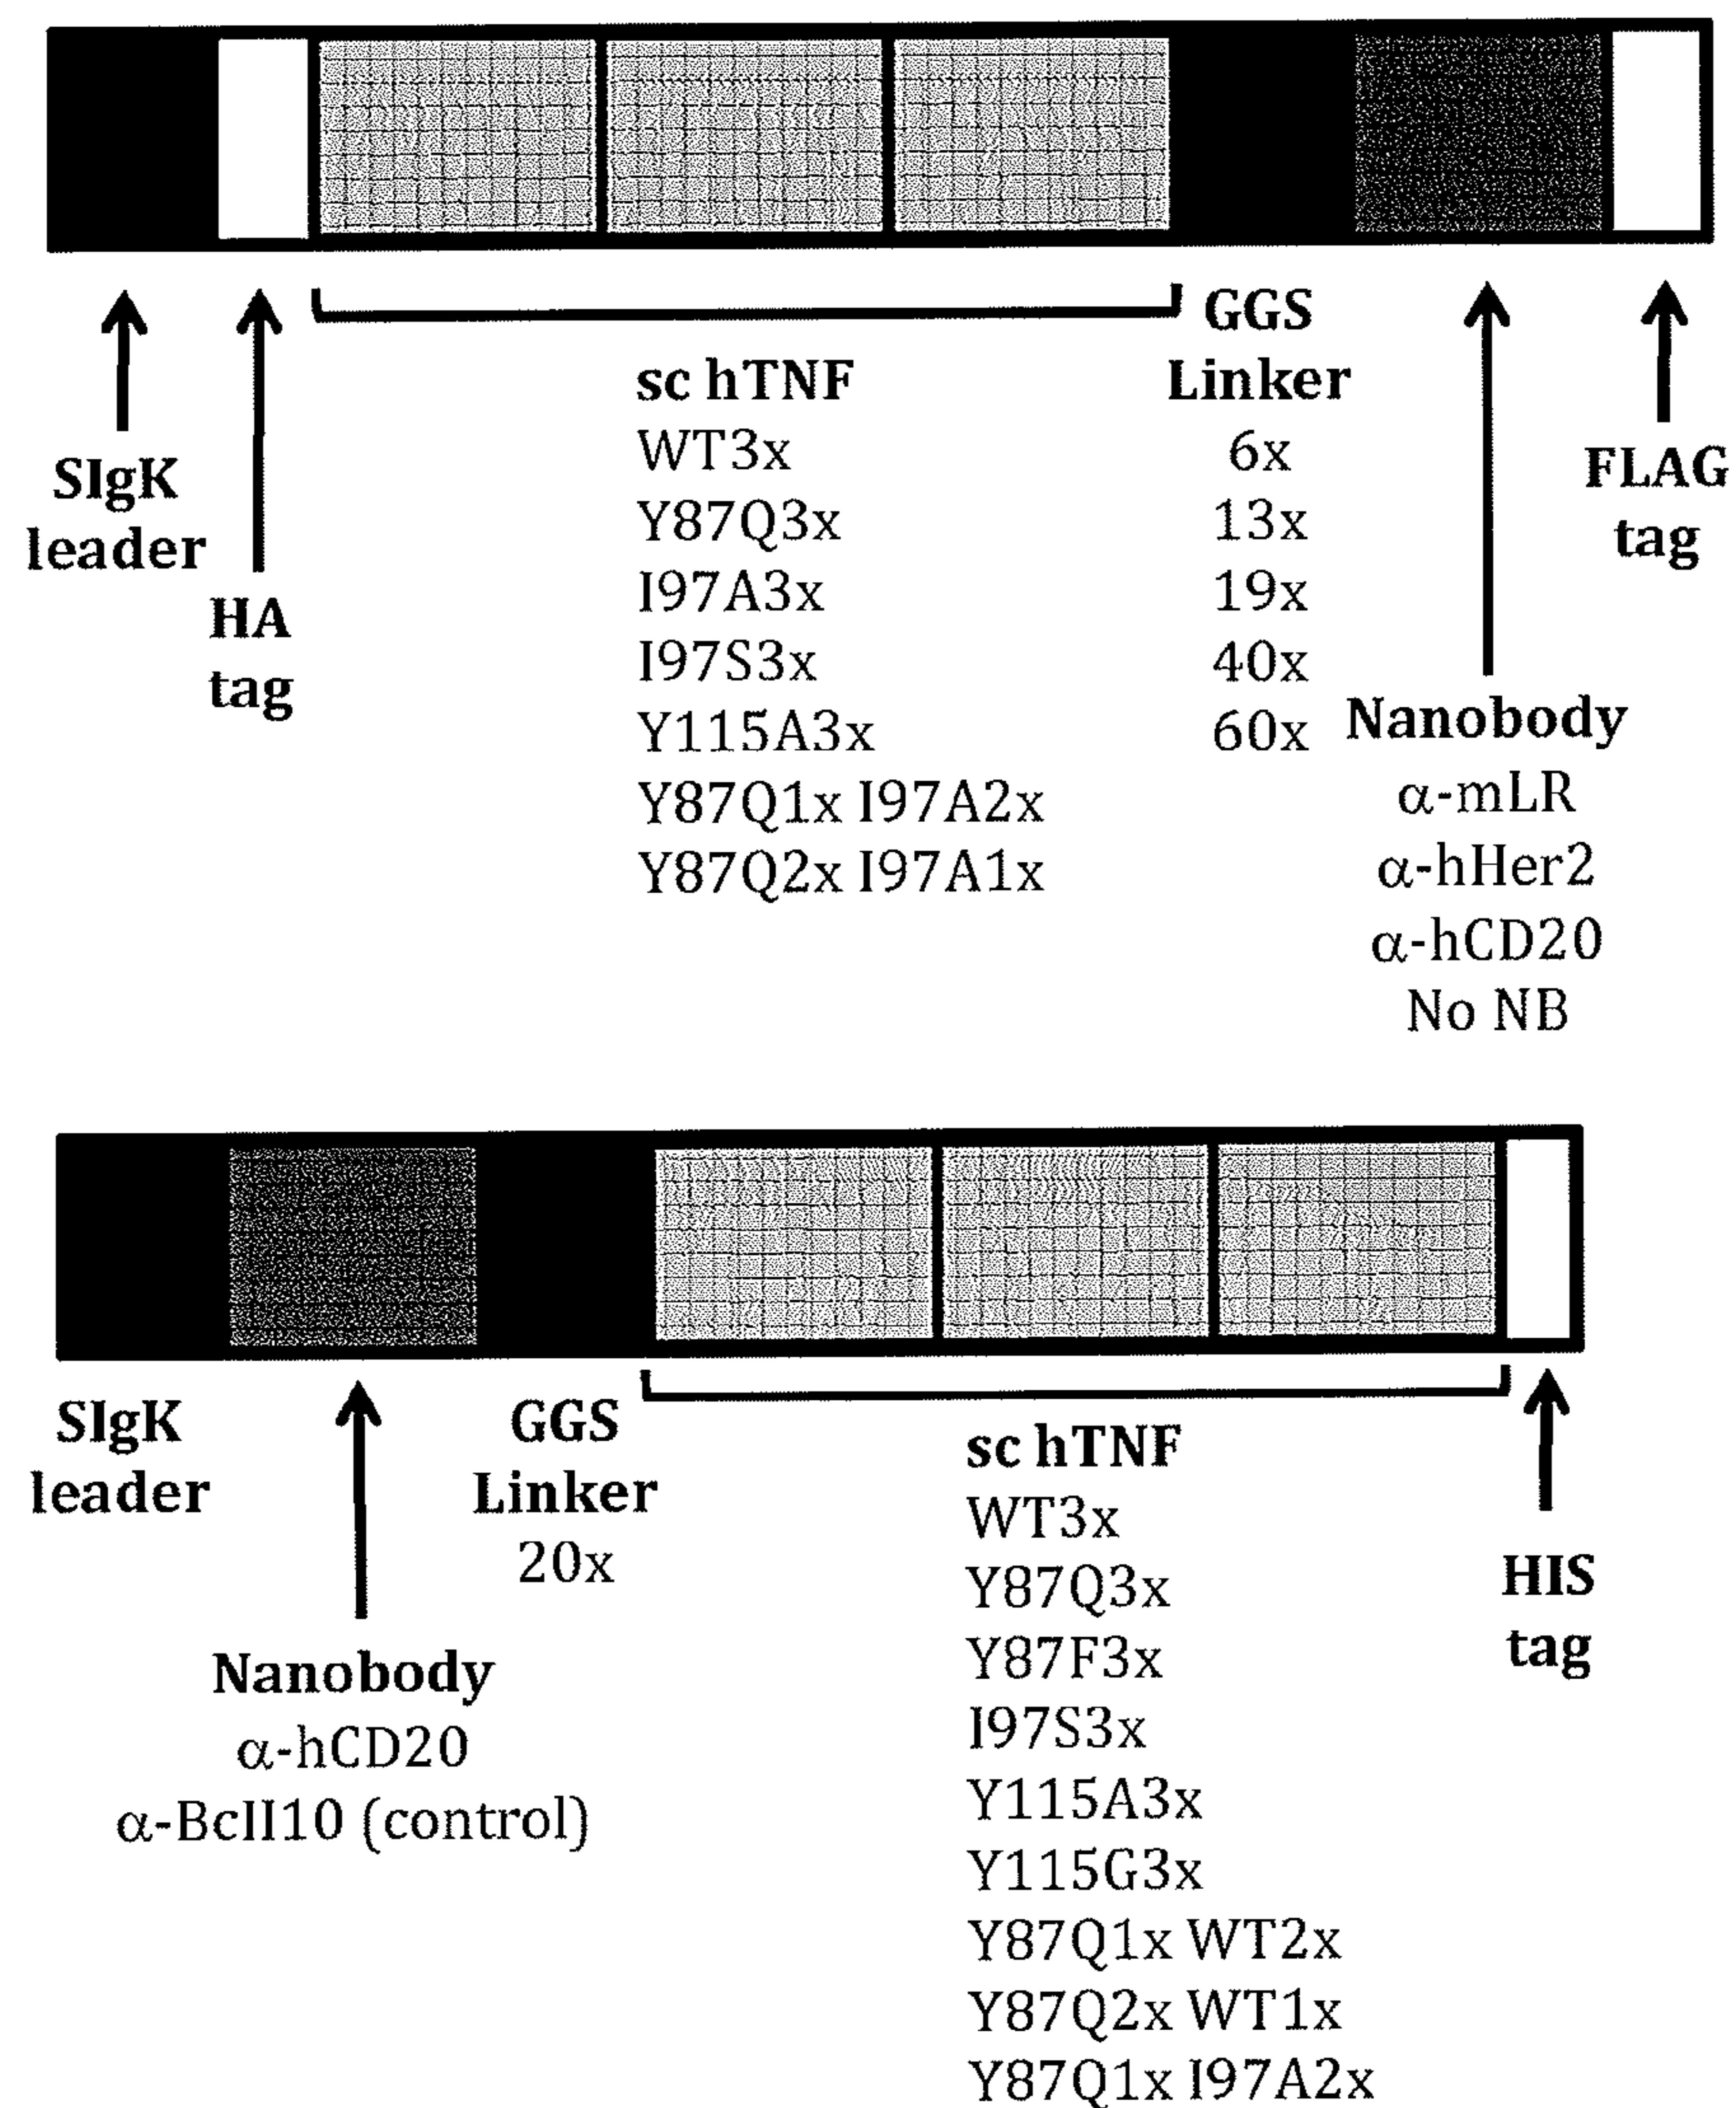 SIgK
leader
HA
tag
sc hTNF
WT3x
Y87Q3x
I97A3x
I97S3x
Y115A3x
Y87Q1x I97A2x
Y87Q2x I97A1x
GGS
Linker
6x
13x
19x
40x
60x
Nanobody
α-mLR
α-hHer2
α-hCD20
No NB
FLAG
tag
SIgK
leader
Nanobody
α-hCD20
α-BcII10 (control)
GGS
Linker
20x
sc hTNF
WT3x
Y87Q3x
Y87F3x
I97S3x
Y115A3x
Y115G3x
Y87Q1x WT2x
Y87Q2x WT1x
Y87Q1x I97A2x
HIS
tag